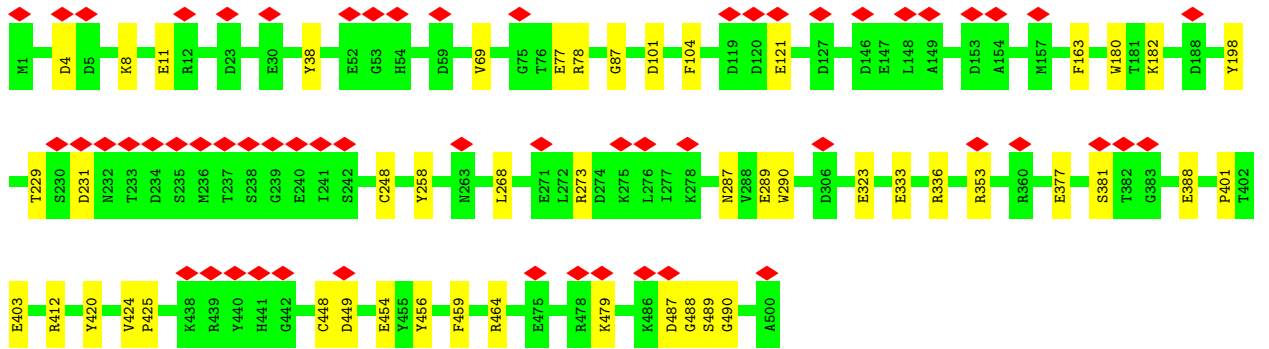 M1 D4 D5 K8 E11 R12 D23 E30 Y38 E52 G53 H54 D59 V69 G75 T76 E77 R78 G87 D101 F104 D119 D120 E121 D127 D146 E147 L148 A149 D153 A154 M157 F163 W180 T181 K182 D188 Y198
T229 S230 D231 N232 T233 D234 S235 M236 T237 S238 G239 E240 I241 S242 C248 Y258 N263 L268 E271 L272 R273 D274 K275 L276 I277 K278 N287 V288 E289 W290 D306 E323 E333 R336 R353 R360 E377 S381 T382 G383 E388 P401 T402
E403 R412 Y420 V424 P425 K438 R439 Y440 H441 G442 C448 D449 E454 Y455 Y456 F459 R464 E475 R478 K479 K486 D487 G488 S489 G490 A500